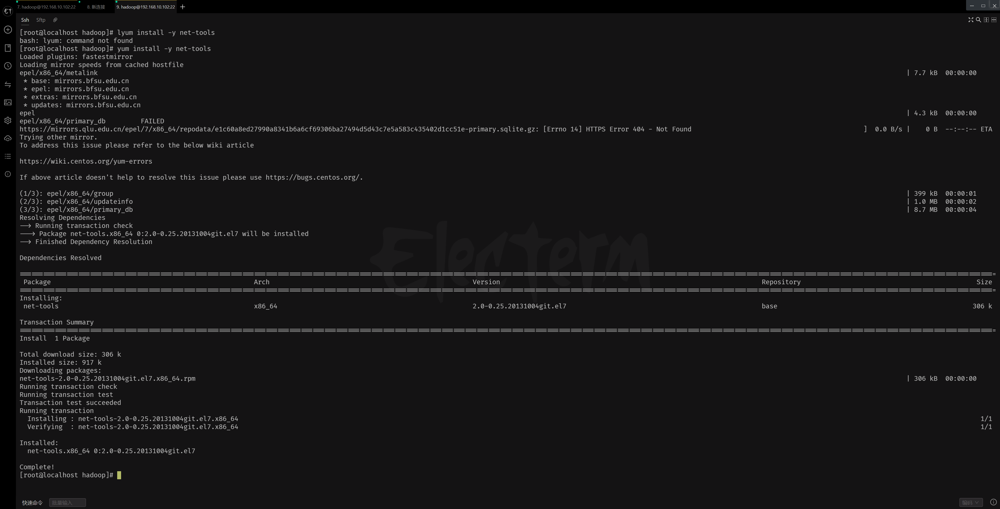 7. hadoop@192.168.10.102:22
8. 新连接
9. hadoop@192.168.10.102:22
Ssh Sftp
[root@localhost hadoop]# lyum install -y net-tools
bash: lyum: command not found
[root@localhost hadoop]# yum install -y net-tools
Loaded plugins: fastestmirror
Loading mirror speeds from cached hostfile
epel/x86_64/metalink | 7.7 kB 00:00:00
* base: mirrors.bfsu.edu.cn
* epel: mirrors.bfsu.edu.cn
* extras: mirrors.bfsu.edu.cn
* updates: mirrors.bfsu.edu.cn
epel | 4.3 kB 00:00:00
epel/x86_64/primary_db FAILED
https://mirrors.qlu.edu.cn/epel/7/x86_64/repodata/e1c60a8ed27990a8341b6a6cf69306ba27494d5d43c7e5a583c435402d1cc51e-primary.sqlite.gz: [Errno 14] HTTPS Error 404 - Not Found ] 0.0 B/s | 0 B --:--:-- ETA
Trying other mirror.
To address this issue please refer to the below wiki article
https://wiki.centos.org/yum-errors
If above article doesn't help to resolve this issue please use https://bugs.centos.org/.
(1/3): epel/x86_64/group | 399 kB 00:00:01
(2/3): epel/x86_64/updateinfo | 1.0 MB 00:00:02
(3/3): epel/x86_64/primary_db | 8.7 MB 00:00:04
Resolving Dependencies
--> Running transaction check
---> Package net-tools.x86_64 0:2.0-0.25.20131004git.el7 will be installed
--> Finished Dependency Resolution
Dependencies Resolved
Package Arch Version Repository Size
Installing:
net-tools x86_64 2.0-0.25.20131004git.el7 base 306 k
Transaction Summary
Install 1 Package
Total download size: 306 k
Installed size: 917 k
Downloading packages:
net-tools-2.0-0.25.20131004git.el7.x86_64.rpm | 306 kB 00:00:00
Running transaction check
Running transaction test
Transaction test succeeded
Running transaction
Installing : net-tools-2.0-0.25.20131004git.el7.x86_64 1/1
Verifying : net-tools-2.0-0.25.20131004git.el7.x86_64 1/1
Installed:
net-tools.x86_64 0:2.0-0.25.20131004git.el7
Complete!
[root@localhost hadoop]#
Electerm
快速命令 批量输入 编码